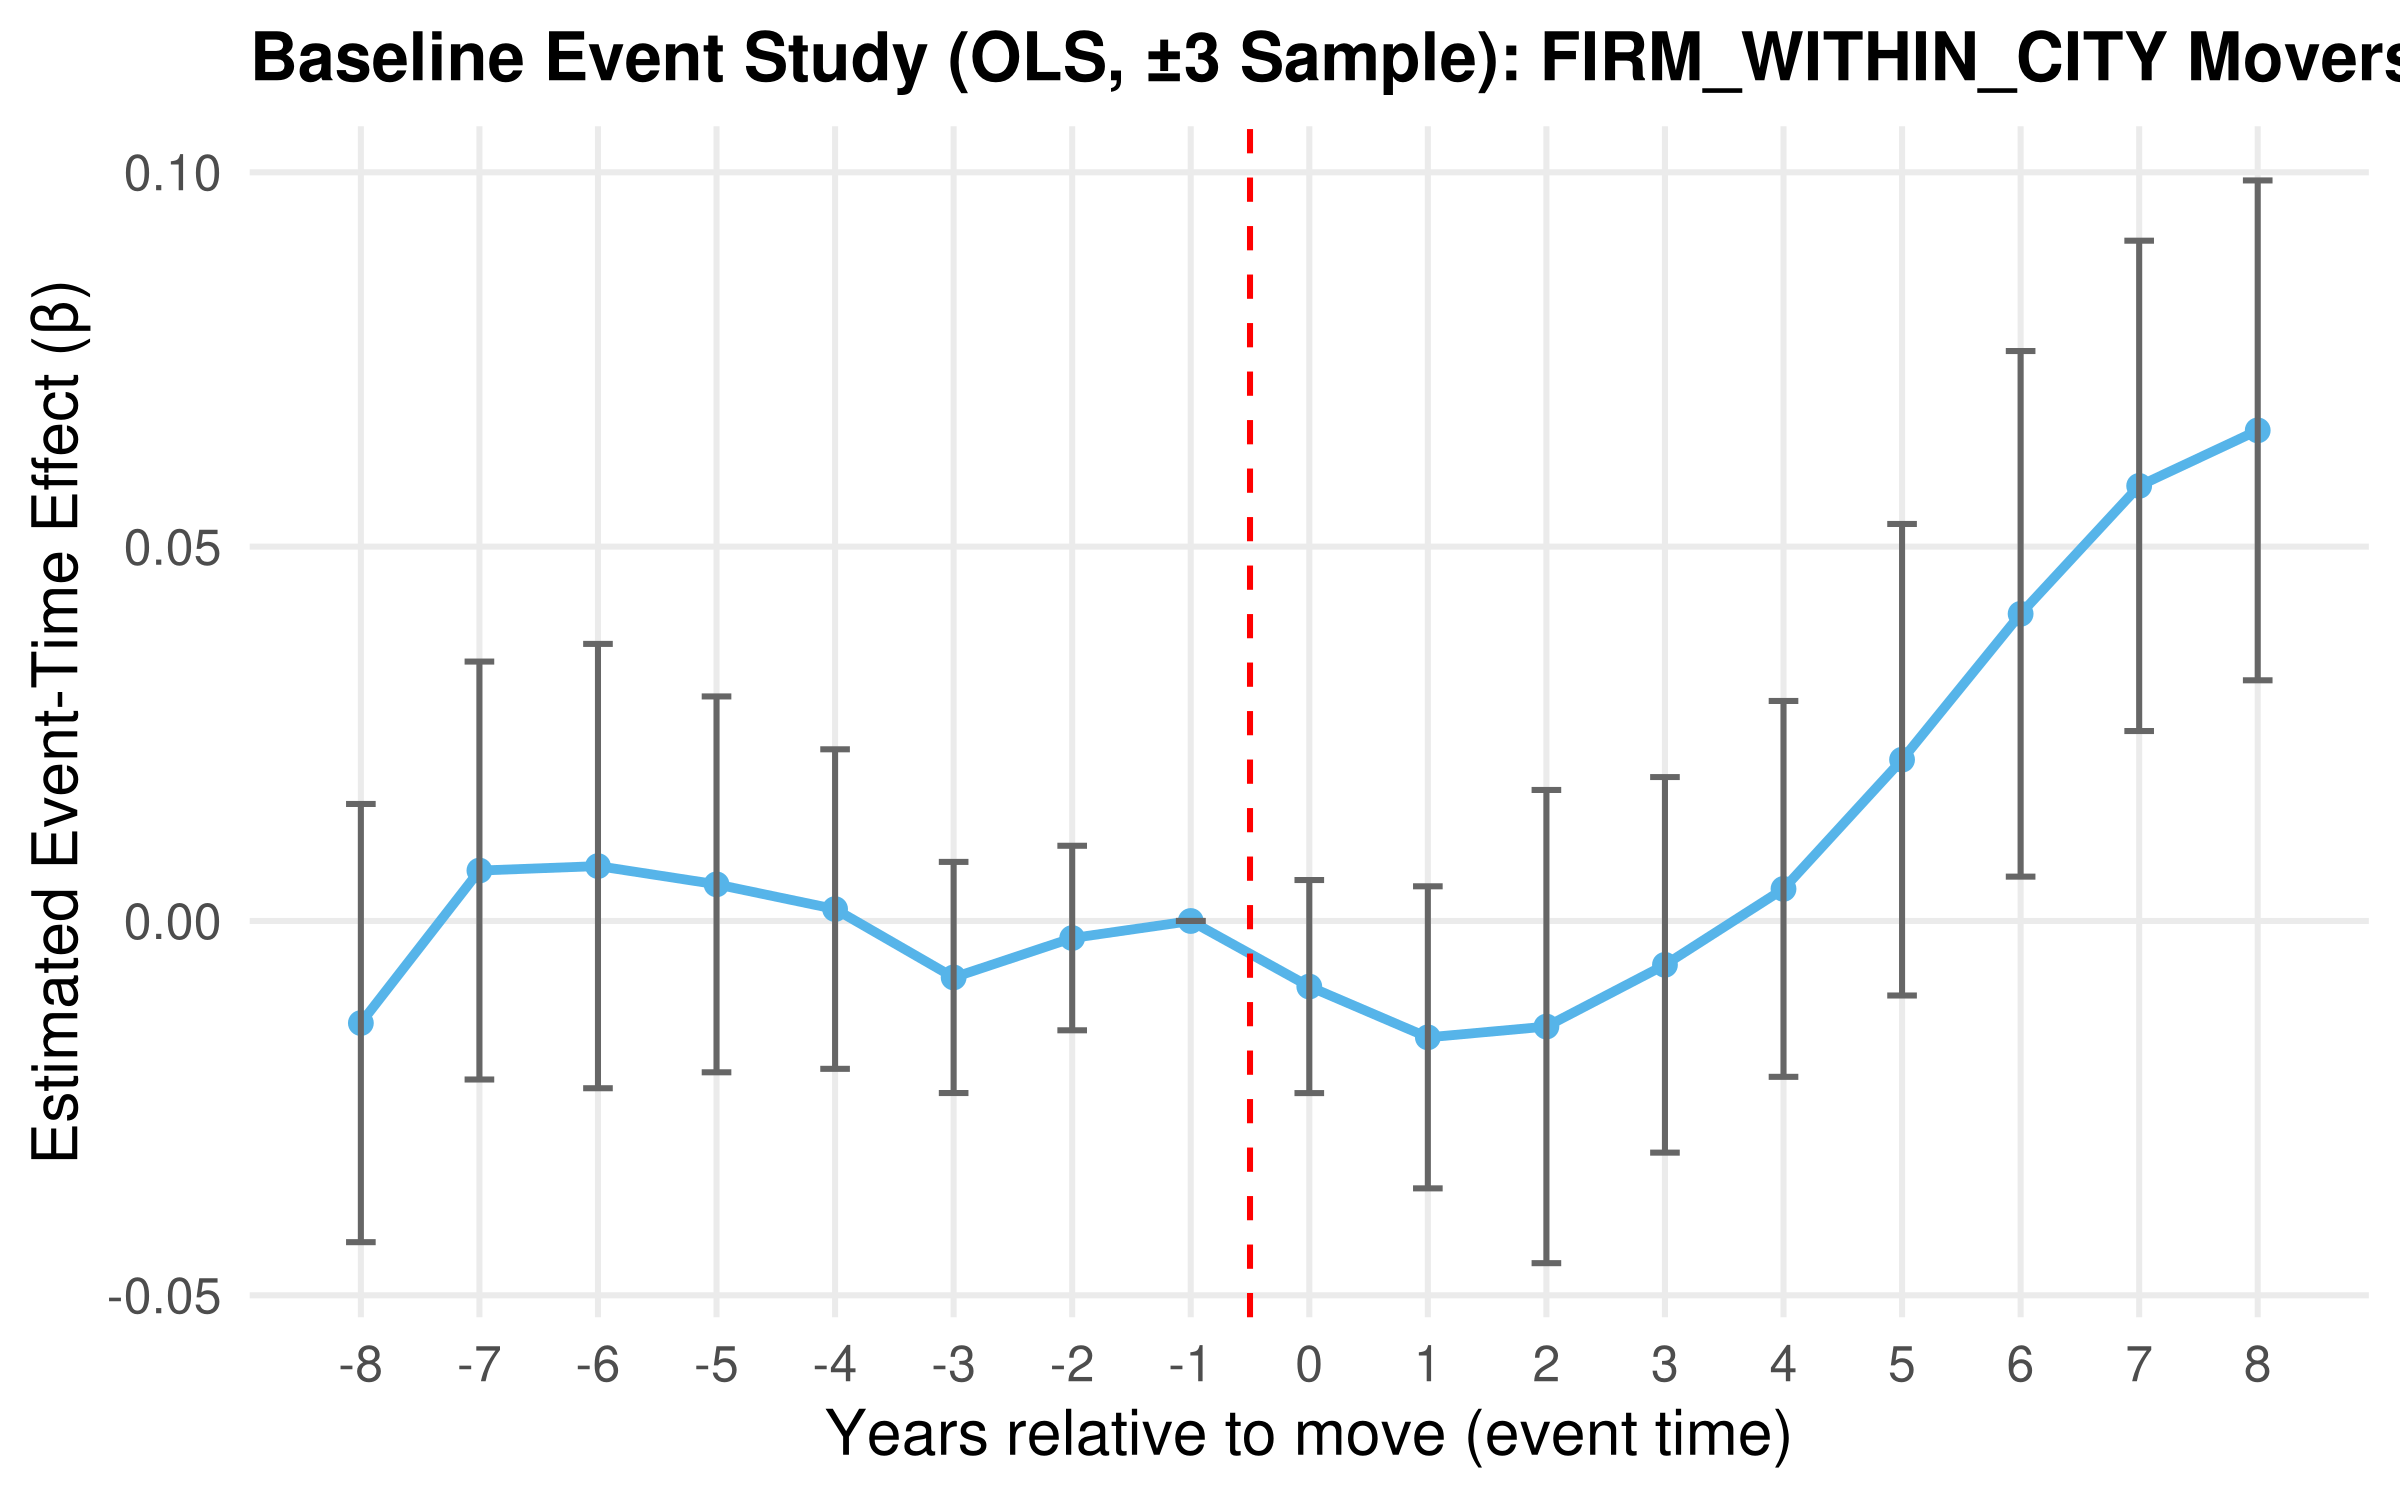 Baseline Event Study (OLS, ±3 Sample): FIRM_WITHIN_CITY Movers
Estimated Event-Time Effect (β)
0.10
0.05
0.00
-0.05
-8 -7 -6 -5 -4 -3 -2 -1 0 1 2 3 4 5 6 7 8
Years relative to move (event time)